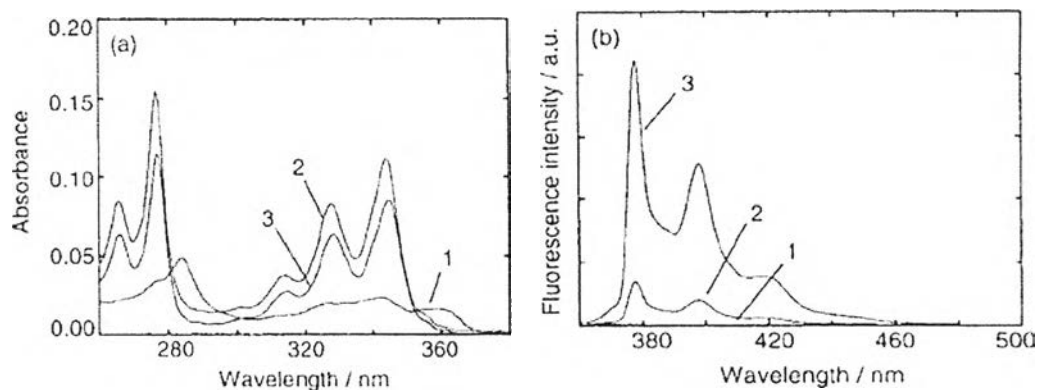 (a)
Absorbance
0.20
0.15
0.10
0.05
0.00
2
3
1
280 320 360
Wavelength / nm
(b)
Fluorescence intensity / a.u.
3
2
1
380 420 460 500
Wavelength / nm